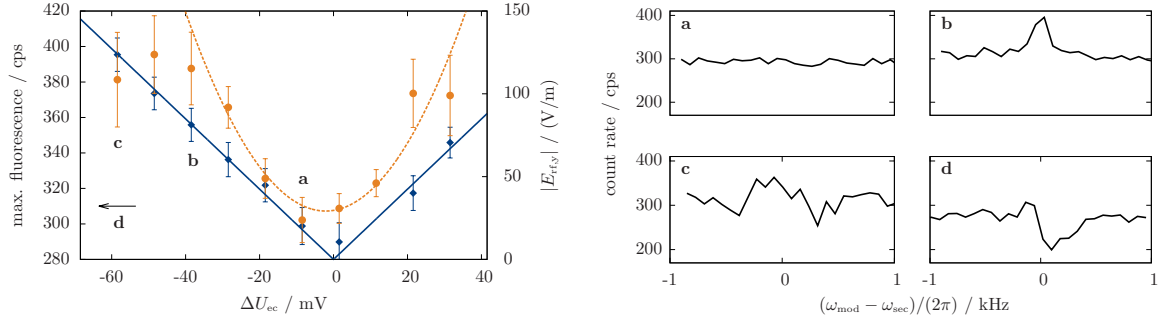 max. fluorescence / cps
420
400
380
360
340
320
300
280
-60
-40
-20
0
20
40
ΔU_ec / mV
150
100
50
0
|E_rf,y| / (V/m)
a
b
c
d
count rate / cps
a
400
300
200
b
c
400
300
200
-1
0
1
d
-1
0
1
(ω_mod − ω_sec)/(2π) / kHz